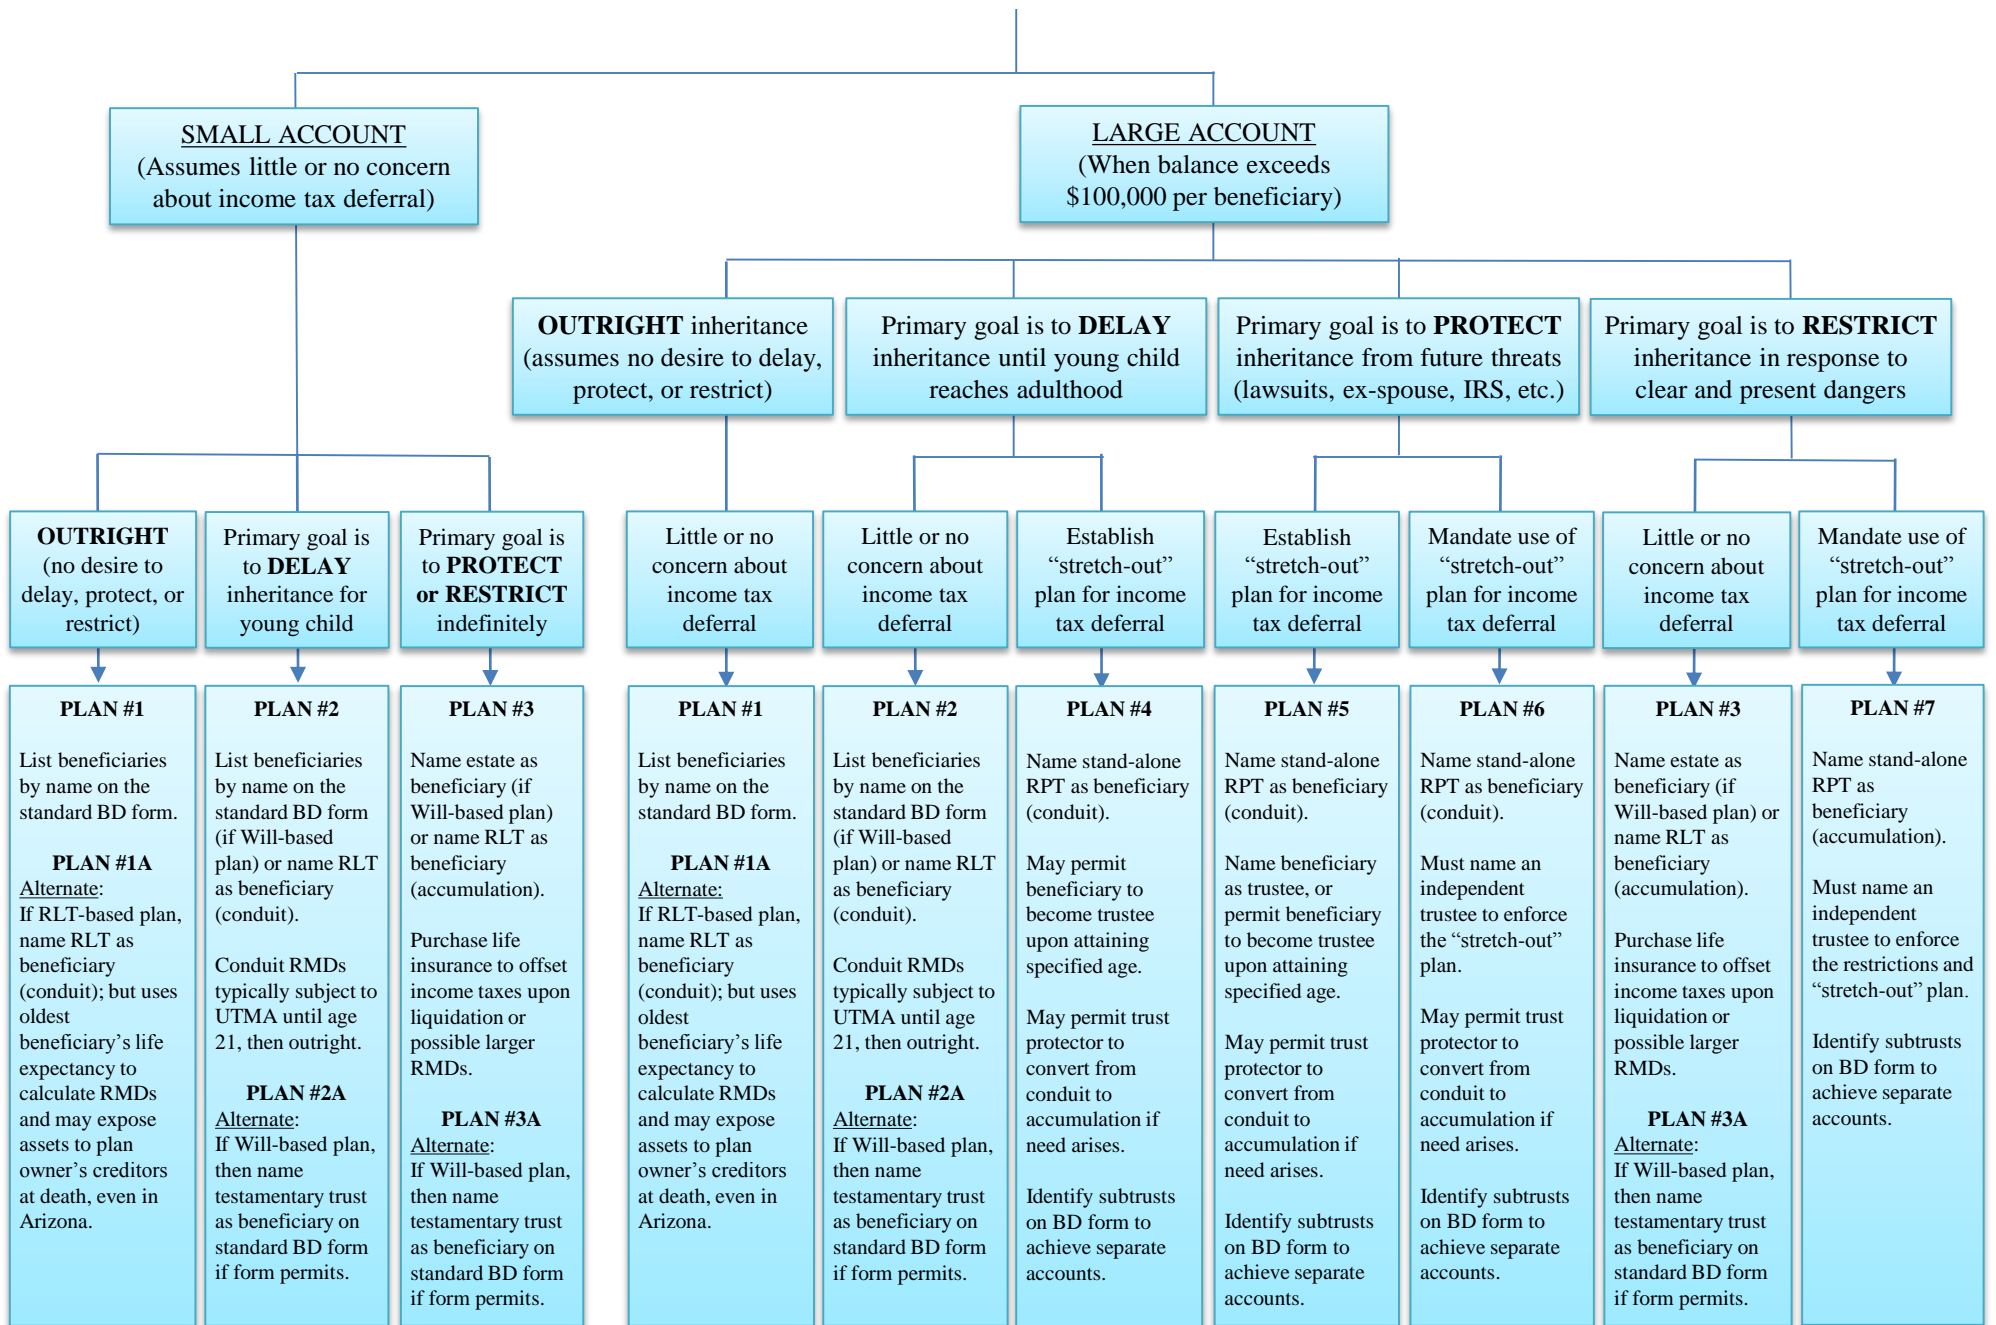 SMALL ACCOUNT
(Assumes little or no concern
about income tax deferral)
LARGE ACCOUNT
(When balance exceeds
$100,000 per beneficiary)
OUTRIGHT inheritance
(assumes no desire to delay,
protect, or restrict)
Primary goal is to DELAY
inheritance until young child
reaches adulthood
Primary goal is to PROTECT
inheritance from future threats
(lawsuits, ex-spouse, IRS, etc.)
Primary goal is to RESTRICT
inheritance in response to
clear and present dangers
OUTRIGHT
(no desire to
delay, protect, or
restrict)
Primary goal is
to DELAY
inheritance for
young child
Primary goal is
to PROTECT
or RESTRICT
indefinitely
Little or no
concern about
income tax
deferral
Little or no
concern about
income tax
deferral
Establish
“stretch-out”
plan for income
tax deferral
Establish
“stretch-out”
plan for income
tax deferral
Mandate use of
“stretch-out”
plan for income
tax deferral
Little or no
concern about
income tax
deferral
Mandate use of
“stretch-out”
plan for income
tax deferral
PLAN #1
List beneficiaries
by name on the
standard BD form.
PLAN #1A
Alternate:
If RLT-based plan,
name RLT as
beneficiary
(conduit); but uses
oldest
beneficiary’s life
expectancy to
calculate RMDs
and may expose
assets to plan
owner’s creditors
at death, even in
Arizona.
PLAN #2
List beneficiaries
by name on the
standard BD form
(if Will-based
plan) or name RLT
as beneficiary
(conduit).
Conduit RMDs
typically subject to
UTMA until age
21, then outright.
PLAN #2A
Alternate:
If Will-based plan,
then name
testamentary trust
as beneficiary on
standard BD form
if form permits.
PLAN #3
Name estate as
beneficiary (if
Will-based plan)
or name RLT as
beneficiary
(accumulation).
Purchase life
insurance to offset
income taxes upon
liquidation or
possible larger
RMDs.
PLAN #3A
Alternate:
If Will-based plan,
then name
testamentary trust
as beneficiary on
standard BD form
if form permits.
PLAN #1
List beneficiaries
by name on the
standard BD form.
PLAN #1A
Alternate:
If RLT-based plan,
name RLT as
beneficiary
(conduit); but uses
oldest
beneficiary’s life
expectancy to
calculate RMDs
and may expose
assets to plan
owner’s creditors
at death, even in
Arizona.
PLAN #2
List beneficiaries
by name on the
standard BD form
(if Will-based
plan) or name RLT
as beneficiary
(conduit).
Conduit RMDs
typically subject to
UTMA until age
21, then outright.
PLAN #2A
Alternate:
If Will-based plan,
then name
testamentary trust
as beneficiary on
standard BD form
if form permits.
PLAN #4
Name stand-alone
RPT as beneficiary
(conduit).
May permit
beneficiary to
become trustee
upon attaining
specified age.
May permit trust
protector to
convert from
conduit to
accumulation if
need arises.
Identify subtrusts
on BD form to
achieve separate
accounts.
PLAN #5
Name stand-alone
RPT as beneficiary
(conduit).
Name beneficiary
as trustee, or
permit beneficiary
to become trustee
upon attaining
specified age.
May permit trust
protector to
convert from
conduit to
accumulation if
need arises.
Identify subtrusts
on BD form to
achieve separate
accounts.
PLAN #6
Name stand-alone
RPT as beneficiary
(conduit).
Must name an
independent
trustee to enforce
the “stretch-out”
plan.
May permit trust
protector to
convert from
conduit to
accumulation if
need arises.
Identify subtrusts
on BD form to
achieve separate
accounts.
PLAN #3
Name estate as
beneficiary (if
Will-based plan) or
name RLT as
beneficiary
(accumulation).
Purchase life
insurance to offset
income taxes upon
liquidation or
possible larger
RMDs.
PLAN #3A
Alternate:
If Will-based plan,
then name
testamentary trust
as beneficiary on
standard BD form
if form permits.
PLAN #7
Name stand-alone
RPT as
beneficiary
(accumulation).
Must name an
independent
trustee to enforce
the restrictions and
“stretch-out” plan.
Identify subtrusts
on BD form to
achieve separate
accounts.